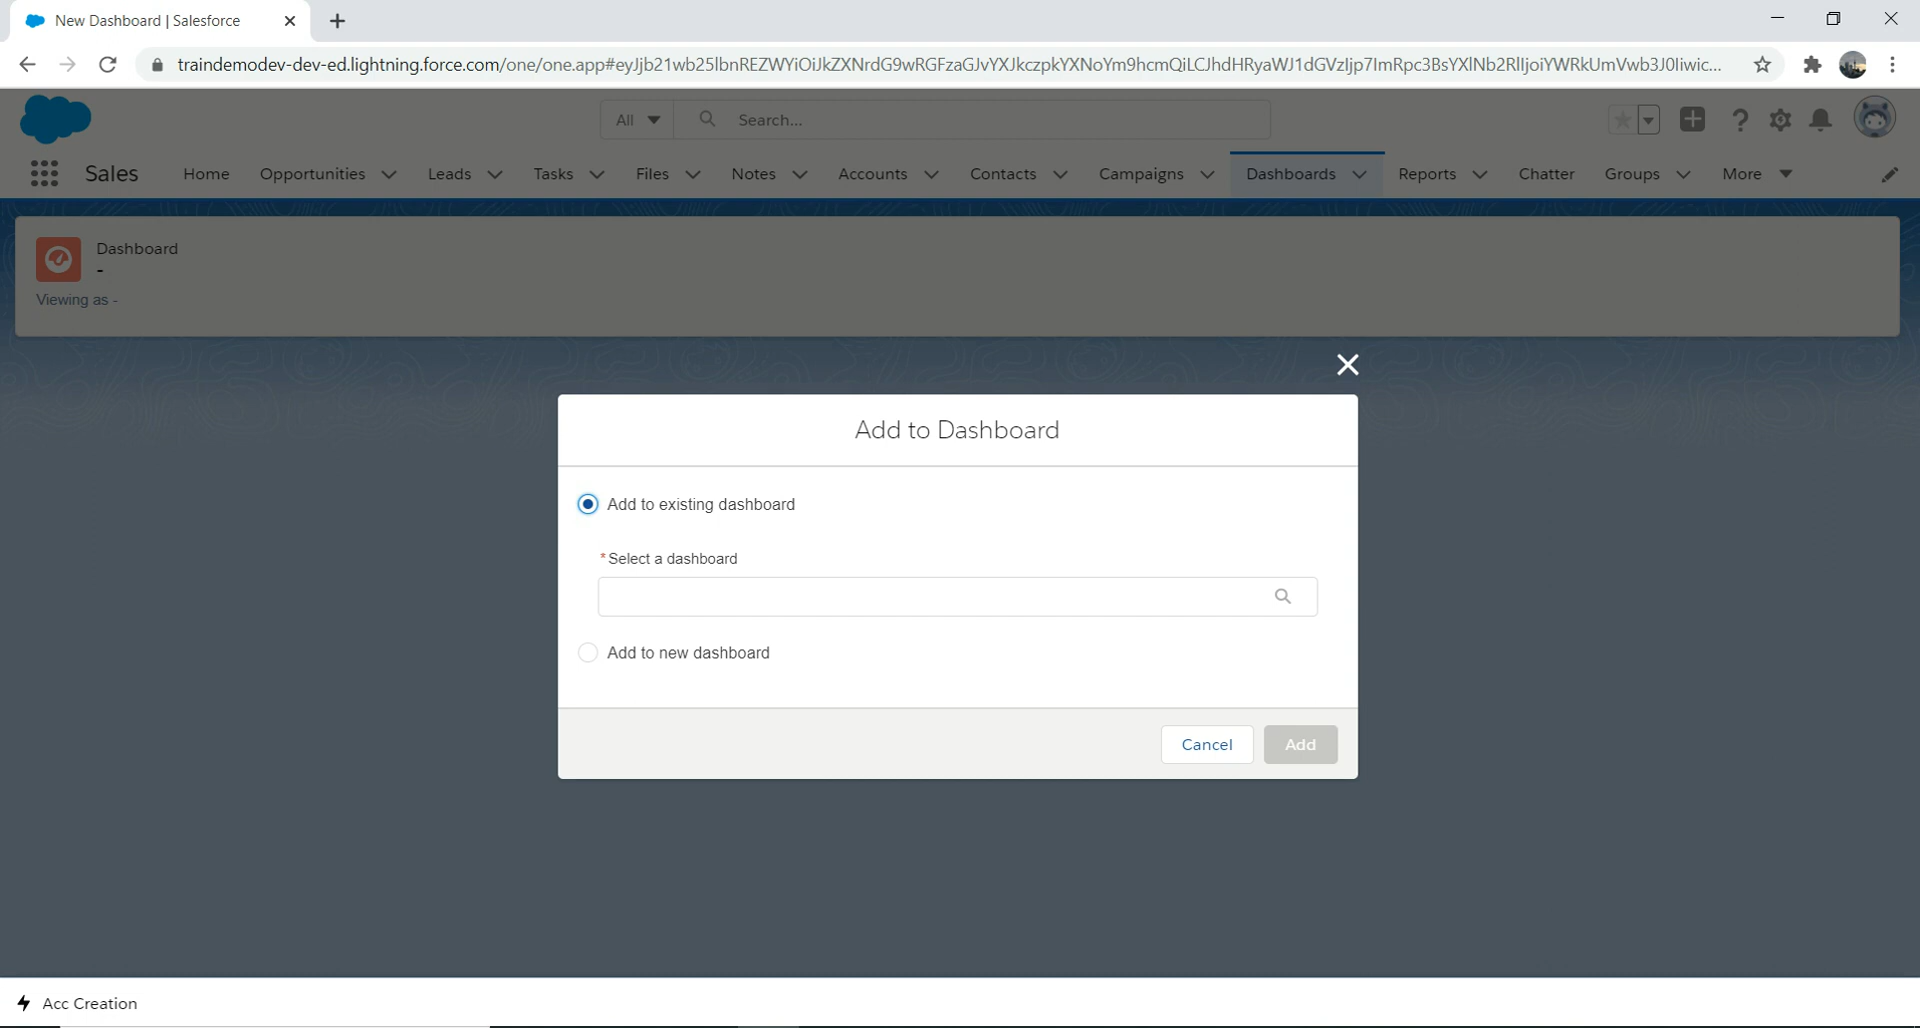 New Dashboard | Salesforce
traindemodev-dev-ed.lightning.force.com/one/one.app#eyJjb21wb25lbnREZWYiOiJkZXNrdG9wRGFzaGJvYXJkczpkYXNoYm9hcmQiLCJhdHRyaWJ1dGVzIjp7ImRpc3BsYXlNb2RlIjoiYWRkUmVwb3J0Iiwic...
All Search...
Sales Home Opportunities Leads Tasks Files Notes Accounts Contacts Campaigns Dashboards Reports Chatter Groups More
Dashboard
-
Viewing as -
Add to Dashboard
Add to existing dashboard
*Select a dashboard
Add to new dashboard
Cancel Add
Acc Creation